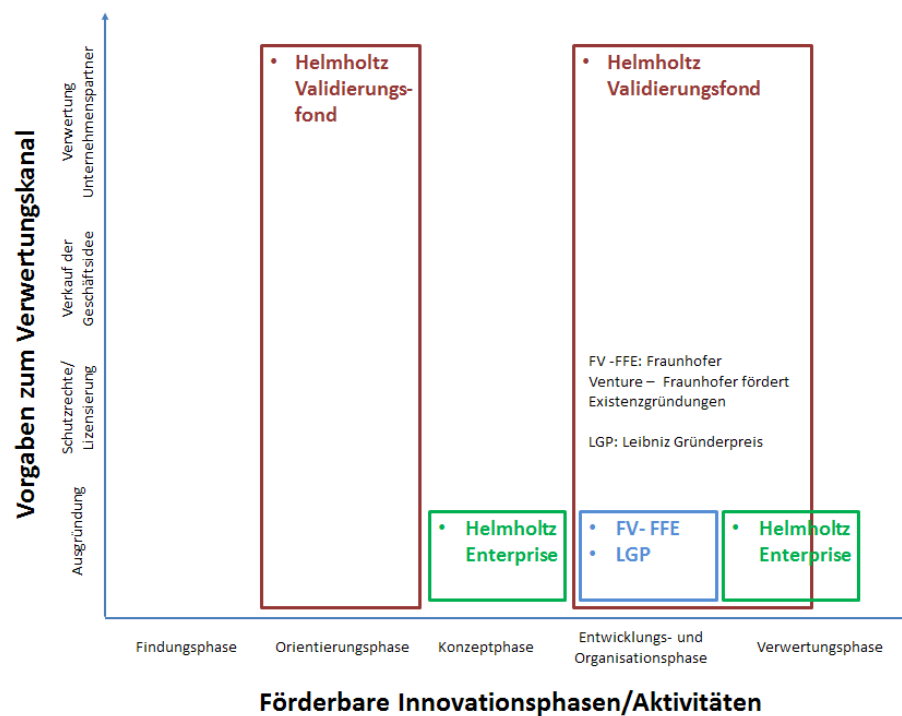 Vorgaben zum Verwertungskanal
Verwertung
Unternehmenspartner
Verkauf der
Geschäftsidee
Schutzrechte/
Lizensierung
Ausgründung
• Helmholtz
Validierungs-
fond
• Helmholtz
Validierungsfond
FV -FFE: Fraunhofer
Venture – Fraunhofer fördert
Existenzgründungen
LGP: Leibniz Gründerpreis
• Helmholtz
Enterprise
• FV- FFE
• LGP
• Helmholtz
Enterprise
Findungsphase
Orientierungsphase
Konzeptphase
Entwicklungs- und
Organisationsphase
Verwertungsphase
Förderbare Innovationsphasen/Aktivitäten